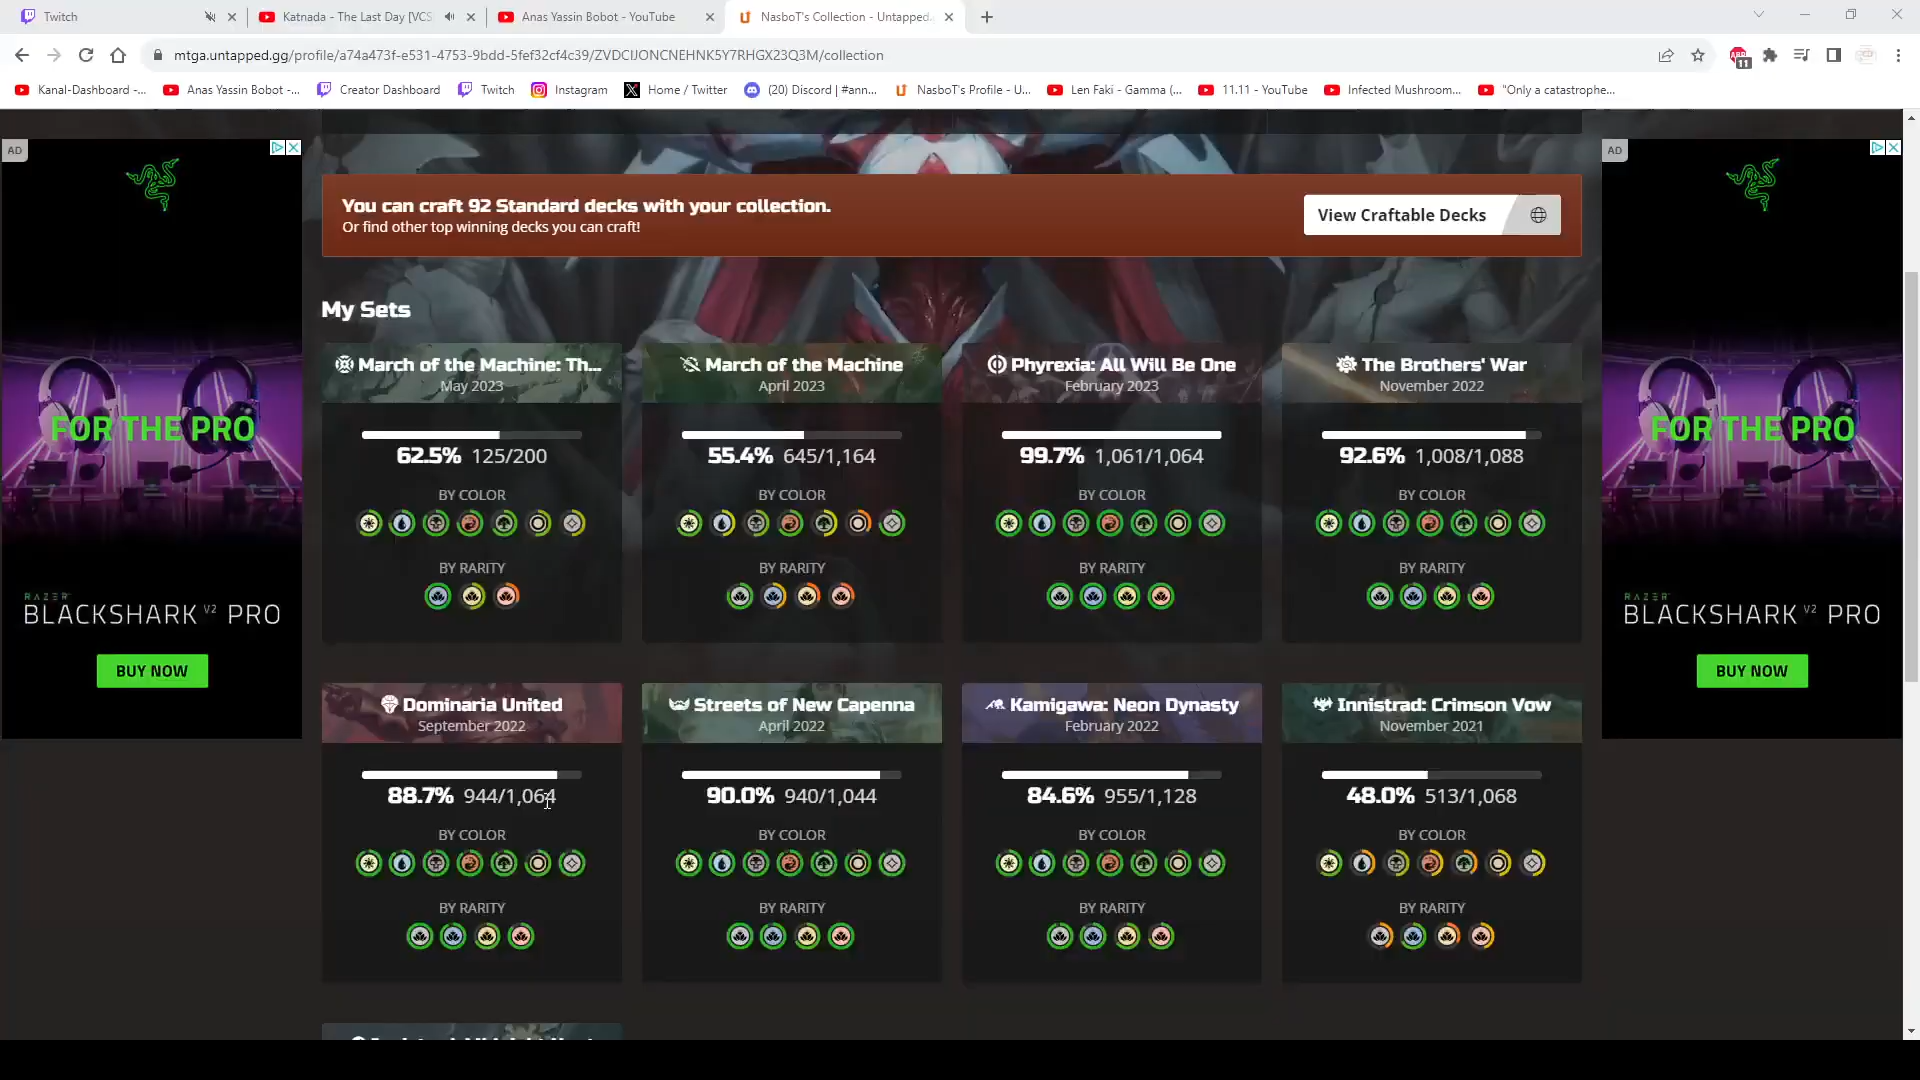 Twitch
Katnada - The Last Day [VCS
Anas Yassin Bobot - YouTube
NasboT's Collection - Untapped.
mtga.untapped.gg/profile/a74a473f-e531-4753-9bdd-5fef32cf4c39/ZVDCIJONCNEHNK5Y7RHGX23Q3M/collection
11
Kanal-Dashboard -...
Anas Yassin Bobot -...
Creator Dashboard
Twitch
Instagram
Home / Twitter
(20) Discord | #ann...
NasboT's Profile - U...
Len Faki - Gamma (...
11.11 - YouTube
Infected Mushroom...
"Only a catastrophe...
AD
FOR THE PRO
RAZER
BLACKSHARK V2 PRO
BUY NOW
You can craft 92 Standard decks with your collection.
Or find other top winning decks you can craft!
View Craftable Decks
My Sets
March of the Machine: Th...
May 2023
62.5% 125/200
BY COLOR
BY RARITY
March of the Machine
April 2023
55.4% 645/1,164
BY COLOR
BY RARITY
Phyrexia: All Will Be One
February 2023
99.7% 1,061/1,064
BY COLOR
BY RARITY
The Brothers' War
November 2022
92.6% 1,008/1,088
BY COLOR
BY RARITY
Dominaria United
September 2022
88.7% 944/1,064
BY COLOR
BY RARITY
Streets of New Capenna
April 2022
90.0% 940/1,044
BY COLOR
BY RARITY
Kamigawa: Neon Dynasty
February 2022
84.6% 955/1,128
BY COLOR
BY RARITY
Innistrad: Crimson Vow
November 2021
48.0% 513/1,068
BY COLOR
BY RARITY
AD
FOR THE PRO
RAZER
BLACKSHARK V2 PRO
BUY NOW